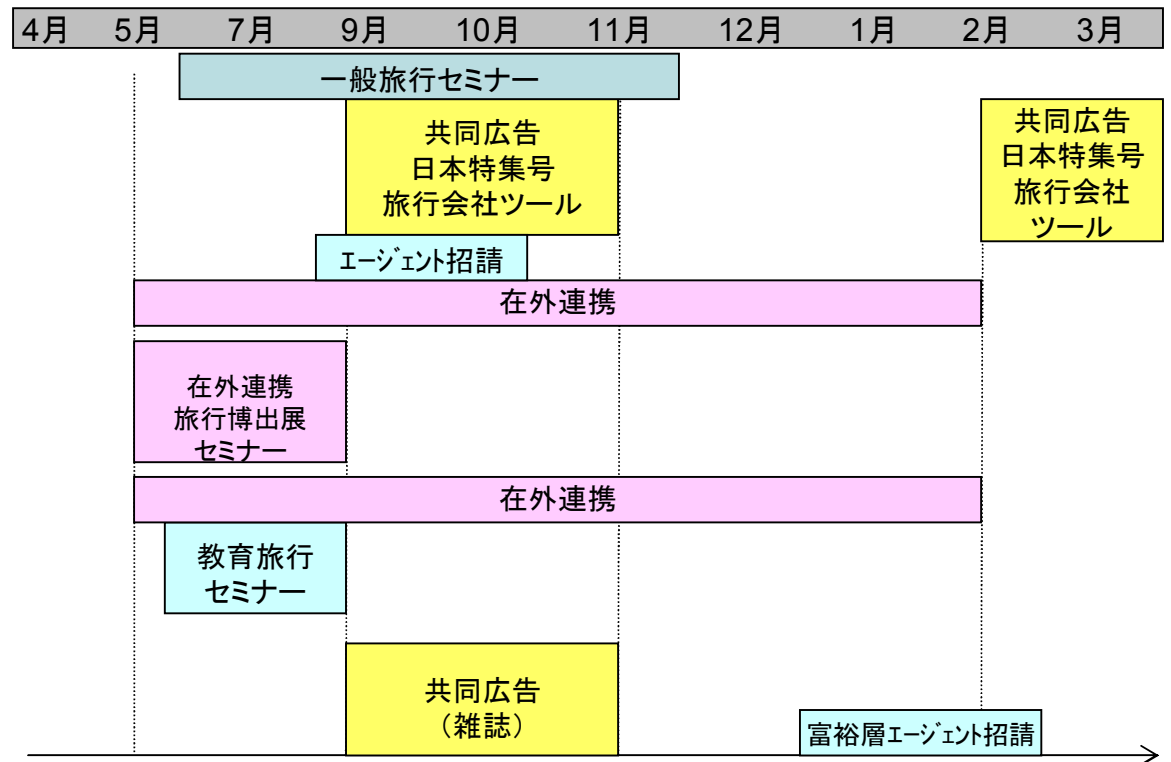 4月 5月 7月 9月 10月 11月 12月 1月 2月 3月
一般旅行セミナー
共同広告
日本特集号
旅行会社ツール
共同広告
日本特集号
旅行会社
ツール
ｴｰｼﾞｪﾝﾄ招請
在外連携
在外連携
旅行博出展
セミナー
在外連携
教育旅行
セミナー
共同広告
（雑誌）
富裕層ｴｰｼﾞｪﾝﾄ招請